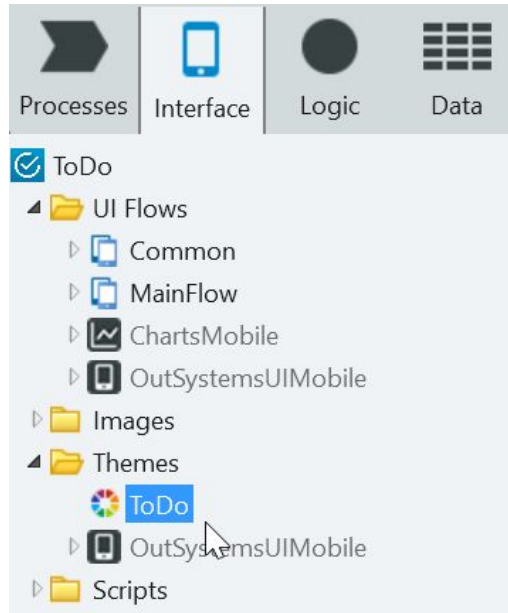 Processes Interface Logic Data
ToDo
UI Flows
Common
MainFlow
ChartsMobile
OutSystemsUIMobile
Images
Themes
ToDo
OutSystemsUIMobile
Scripts